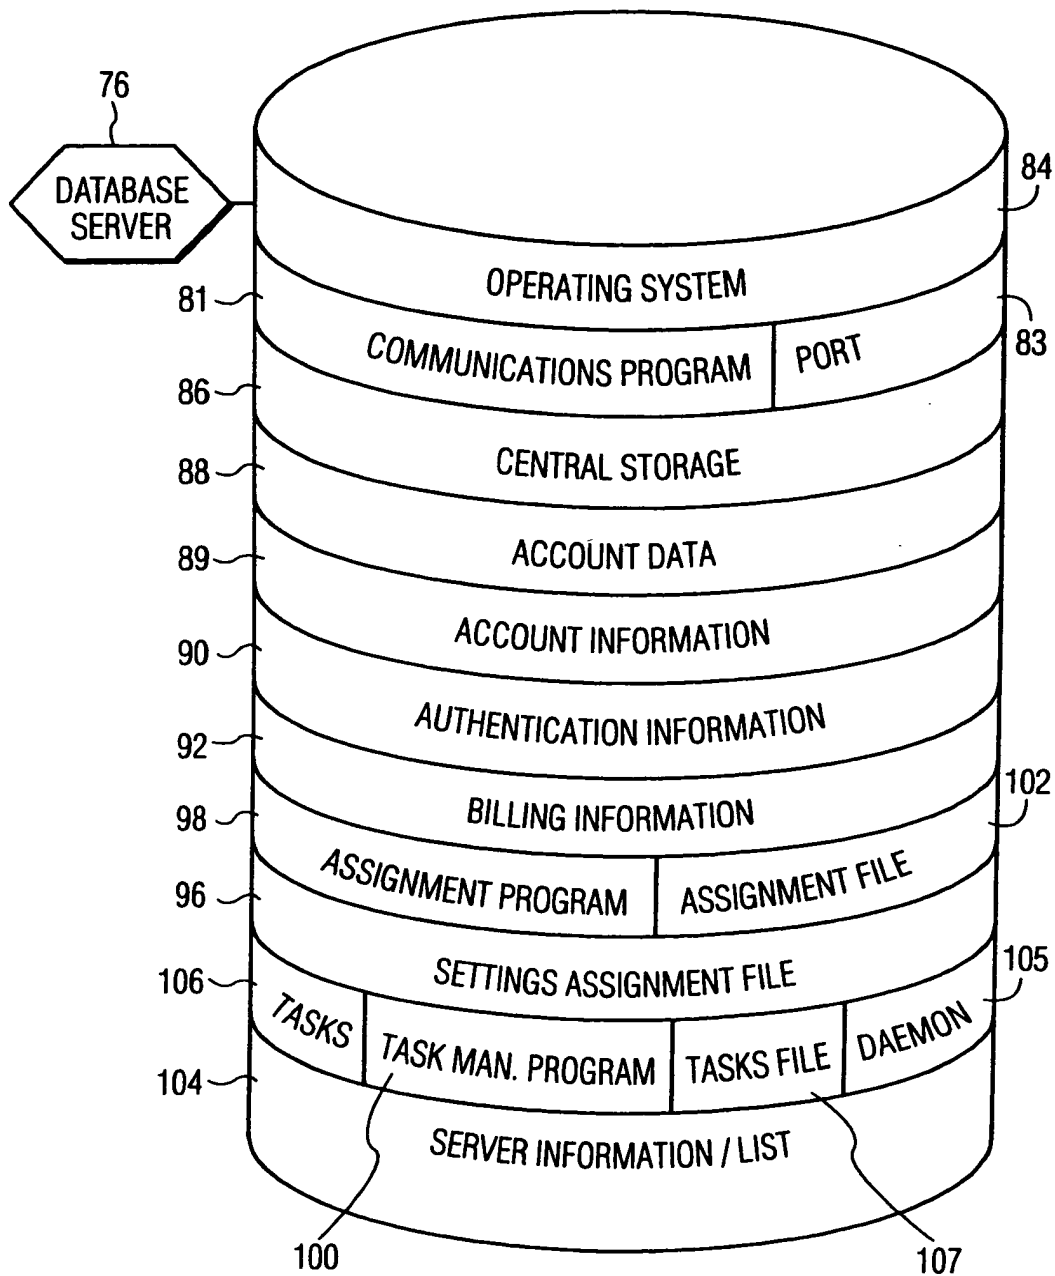 76
DATABASE
SERVER
84
OPERATING SYSTEM
81
83
COMMUNICATIONS PROGRAM
PORT
86
CENTRAL STORAGE
88
ACCOUNT DATA
89
ACCOUNT INFORMATION
90
AUTHENTICATION INFORMATION
92
BILLING INFORMATION
102
98
ASSIGNMENT PROGRAM
ASSIGNMENT FILE
96
SETTINGS ASSIGNMENT FILE
105
106
TASKS
TASK MAN. PROGRAM
TASKS FILE
DAEMON
104
SERVER INFORMATION / LIST
100
107